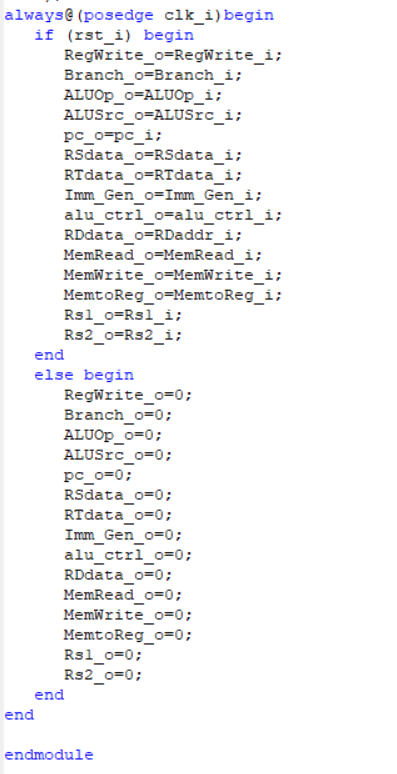 always@(posedge clk_i)begin
if (rst_i) begin
RegWrite_o=RegWrite_i;
Branch_o=Branch_i;
ALUOp_o=ALUOp_i;
ALUSrc_o=ALUSrc_i;
pc_o=pc_i;
RSdata_o=RSdata_i;
RTdata_o=RTdata_i;
Imm_Gen_o=Imm_Gen_i;
alu_ctrl_o=alu_ctrl_i;
RDdata_o=RDaddr_i;
MemRead_o=MemRead_i;
MemWrite_o=MemWrite_i;
MemtoReg_o=MemtoReg_i;
Rs1_o=Rs1_i;
Rs2_o=Rs2_i;
end
else begin
RegWrite_o=0;
Branch_o=0;
ALUOp_o=0;
ALUSrc_o=0;
pc_o=0;
RSdata_o=0;
RTdata_o=0;
Imm_Gen_o=0;
alu_ctrl_o=0;
RDdata_o=0;
MemRead_o=0;
MemWrite_o=0;
MemtoReg_o=0;
Rs1_o=0;
Rs2_o=0;
end
end
endmodule